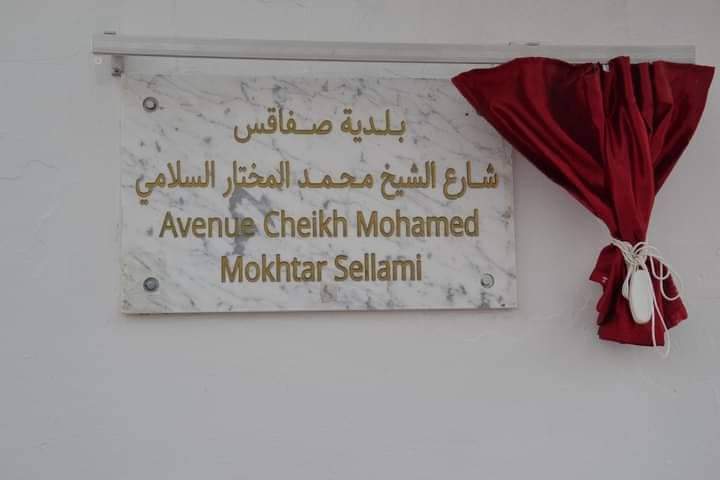 بلدية صفاقس
شارع الشيخ محمد المختار السلامي
Avenue Cheikh Mohamed
Mokhtar Sellami